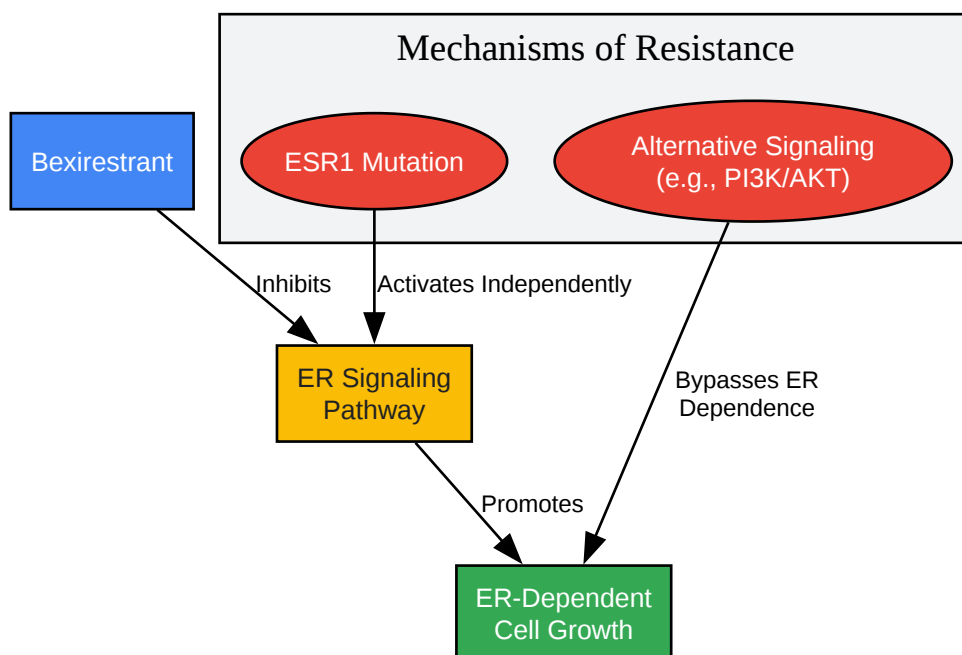 Mechanisms of Resistance
Bexirestrant
ESR1 Mutation
Alternative Signaling
(e.g., PI3K/AKT)
Inhibits
Activates Independently
ER Signaling
Pathway
Bypasses ER
Dependence
Promotes
ER-Dependent
Cell Growth